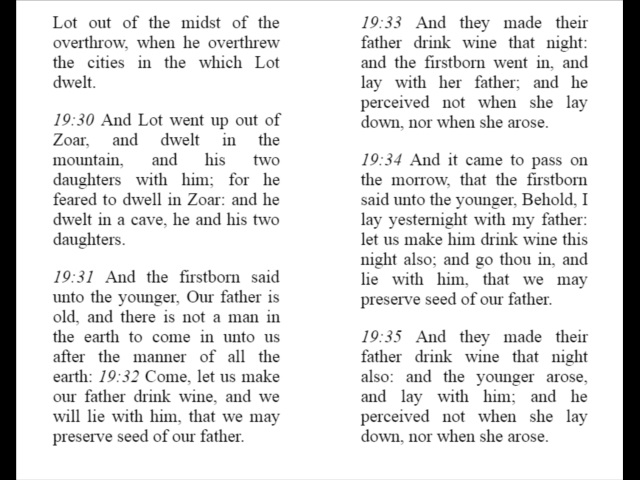 Lot out of the midst of the
overthrow, when he overthrew
the cities in the which Lot
dwelt.
19:30 And Lot went up out of
Zoar, and dwelt in the
mountain, and his two
daughters with him; for he
feared to dwell in Zoar: and he
dwelt in a cave, he and his two
daughters.
19:31 And the firstborn said
unto the younger, Our father is
old, and there is not a man in
the earth to come in unto us
after the manner of all the
earth: 19:32 Come, let us make
our father drink wine, and we
will lie with him, that we may
preserve seed of our father.
19:33 And they made their
father drink wine that night:
and the firstborn went in, and
lay with her father; and he
perceived not when she lay
down, nor when she arose.
19:34 And it came to pass on
the morrow, that the firstborn
said unto the younger, Behold, I
lay yesternight with my father:
let us make him drink wine this
night also; and go thou in, and
lie with him, that we may
preserve seed of our father.
19:35 And they made their
father drink wine that night
also: and the younger arose,
and lay with him; and he
perceived not when she lay
down, nor when she arose.